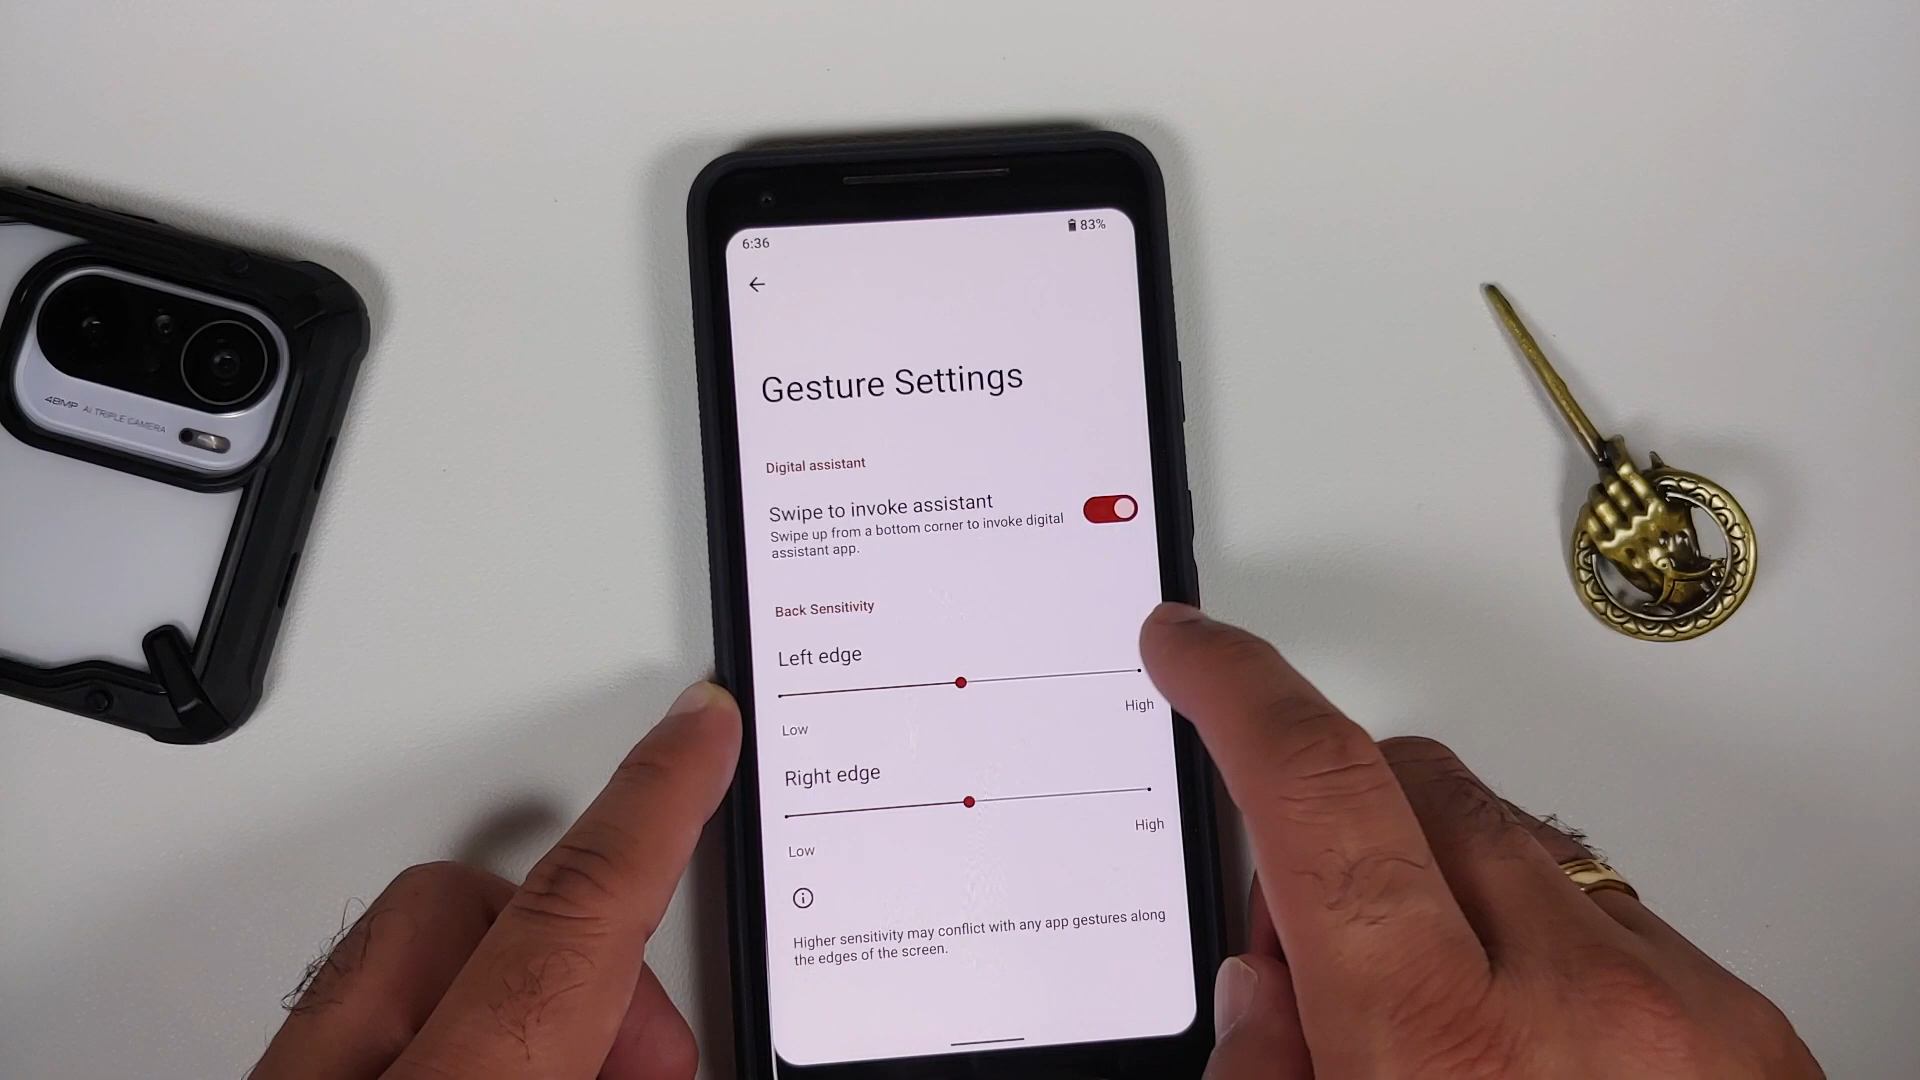 6:36
83%
Gesture Settings
Digital assistant
Swipe to invoke assistant
Swipe up from a bottom corner to invoke digital
assistant app.
Back Sensitivity
Left edge
Low
High
Right edge
Low
High
Higher sensitivity may conflict with any app gestures along
the edges of the screen.
48MP AI TRIPLE CAMERA